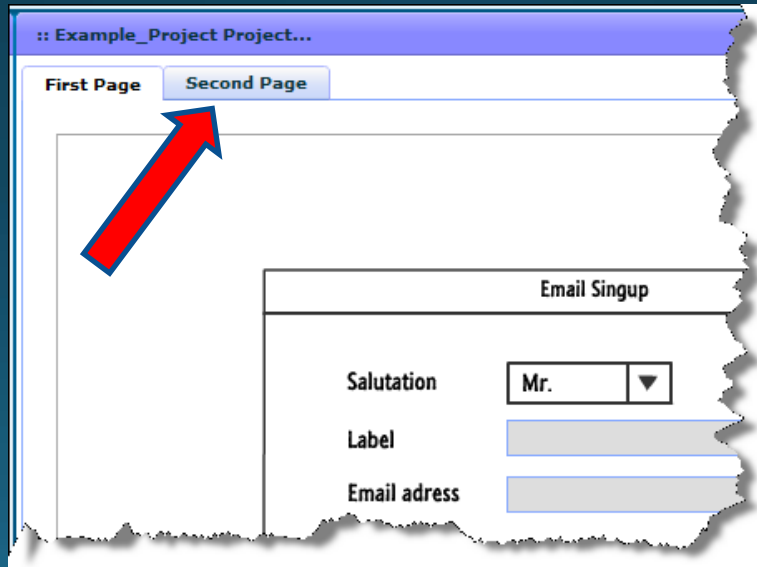 :: Example_Project Project...
First Page Second Page
Email Singup
Salutation Mr.
Label
Email adress